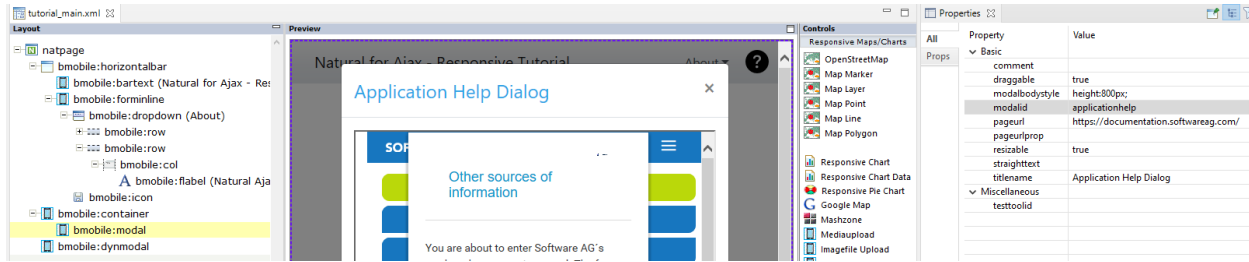 tutorial_main.xml
Layout
natpage
bmobile:horizontalbar
bmobile:bartext (Natural for Ajax - Res
bmobile:forminline
bmobile:dropdown (About)
bmobile:row
bmobile:row
bmobile:col
A bmobile:flabel (Natural Aja
bmobile:icon
bmobile:container
bmobile:modal
bmobile:dynmodal
Preview
Natural for Ajax - Responsive Tutorial About ?
Application Help Dialog ×
SOF
Other sources of
information
You are about to enter Software AG´s
Controls
Responsive Maps/Charts
OpenStreetMap
Map Marker
Map Layer
Map Point
Map Line
Map Polygon
Responsive Chart
Responsive Chart Data
Responsive Pie Chart
Google Map
Mashzone
Mediaupload
Imagefile Upload
Properties
All
Props
Property Value
Basic
comment
draggable true
modalbodystyle height:800px;
modalid applicationhelp
pageurl https://documentation.softwareag.com/
pageurlprop
resizable true
straighttext
titlename Application Help Dialog
Miscellaneous
testtoolid